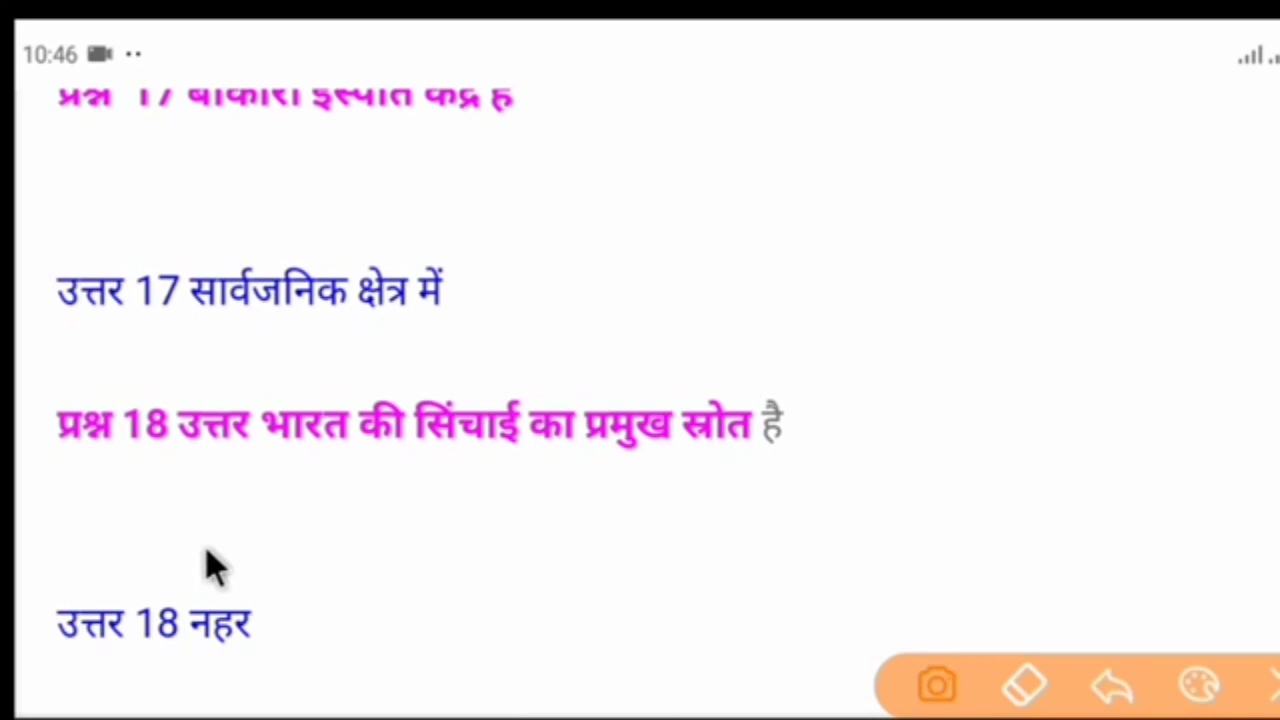 10:46
प्रश्न 17 बोकारो इस्पात केंद्र है
उत्तर 17 सार्वजनिक क्षेत्र में
प्रश्न 18 उत्तर भारत की सिंचाई का प्रमुख स्रोत है
उत्तर 18 नहर